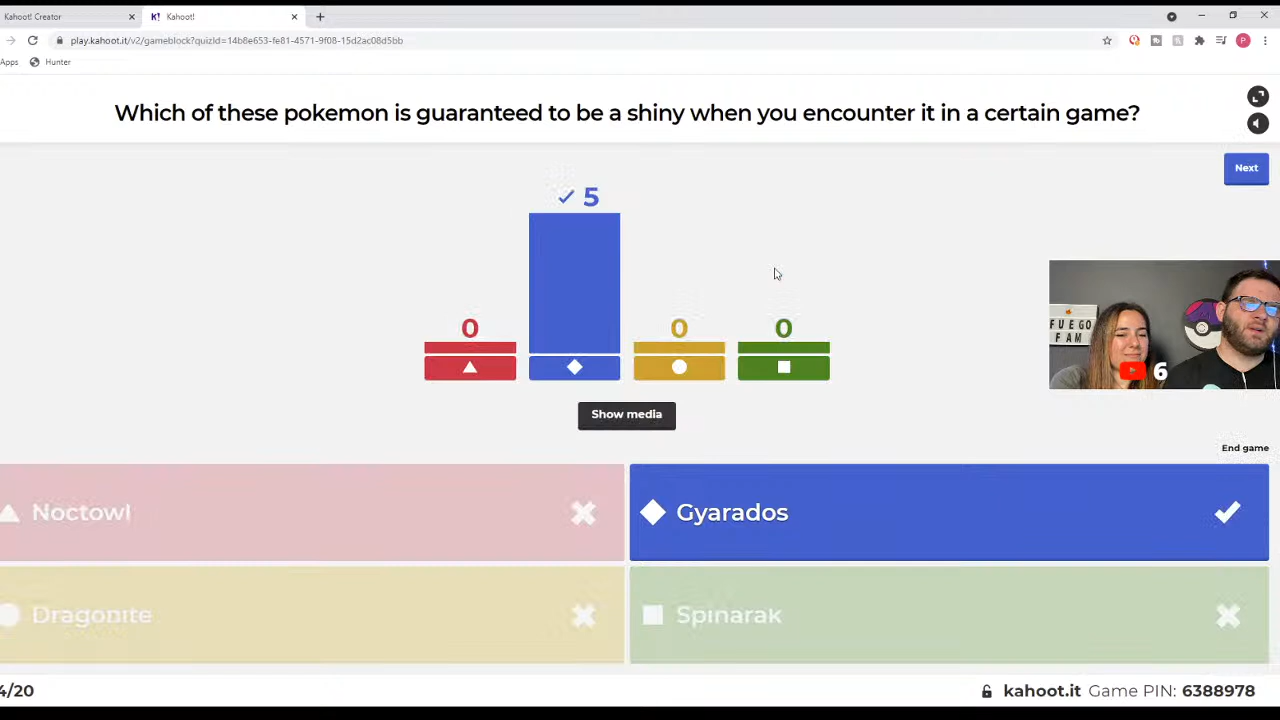 Kahoot! Creator
K! Kahoot!
play.kahoot.it/v2/gameblock?quizId=14b8e653-fe81-4571-9f08-15d2ac08d5bb
P
Apps
Hunter
Which of these pokemon is guaranteed to be a shiny when you encounter it in a certain game?
Next
5
0
0
0
FUEGO
FAM
6
Show media
End game
Noctowl
Gyarados
Dragonite
Spinarak
4/20
kahoot.it Game PIN: 6388978